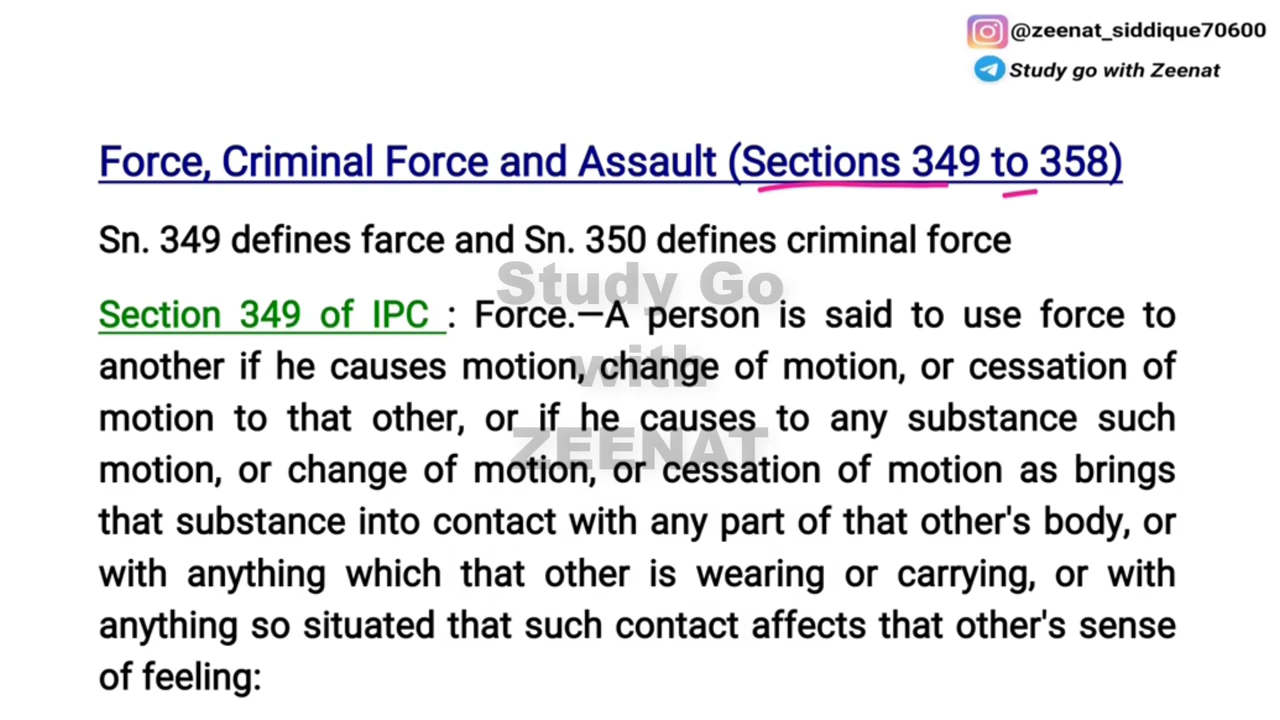 @zeenat_siddique70600
Study go with Zeenat
Force, Criminal Force and Assault (Sections 349 to 358)
Sn. 349 defines farce and Sn. 350 defines criminal force
Study Go
with
ZEENAT
Section 349 of IPC : Force.—A person is said to use force to
another if he causes motion, change of motion, or cessation of
motion to that other, or if he causes to any substance such
motion, or change of motion, or cessation of motion as brings
that substance into contact with any part of that other's body, or
with anything which that other is wearing or carrying, or with
anything so situated that such contact affects that other's sense
of feeling: